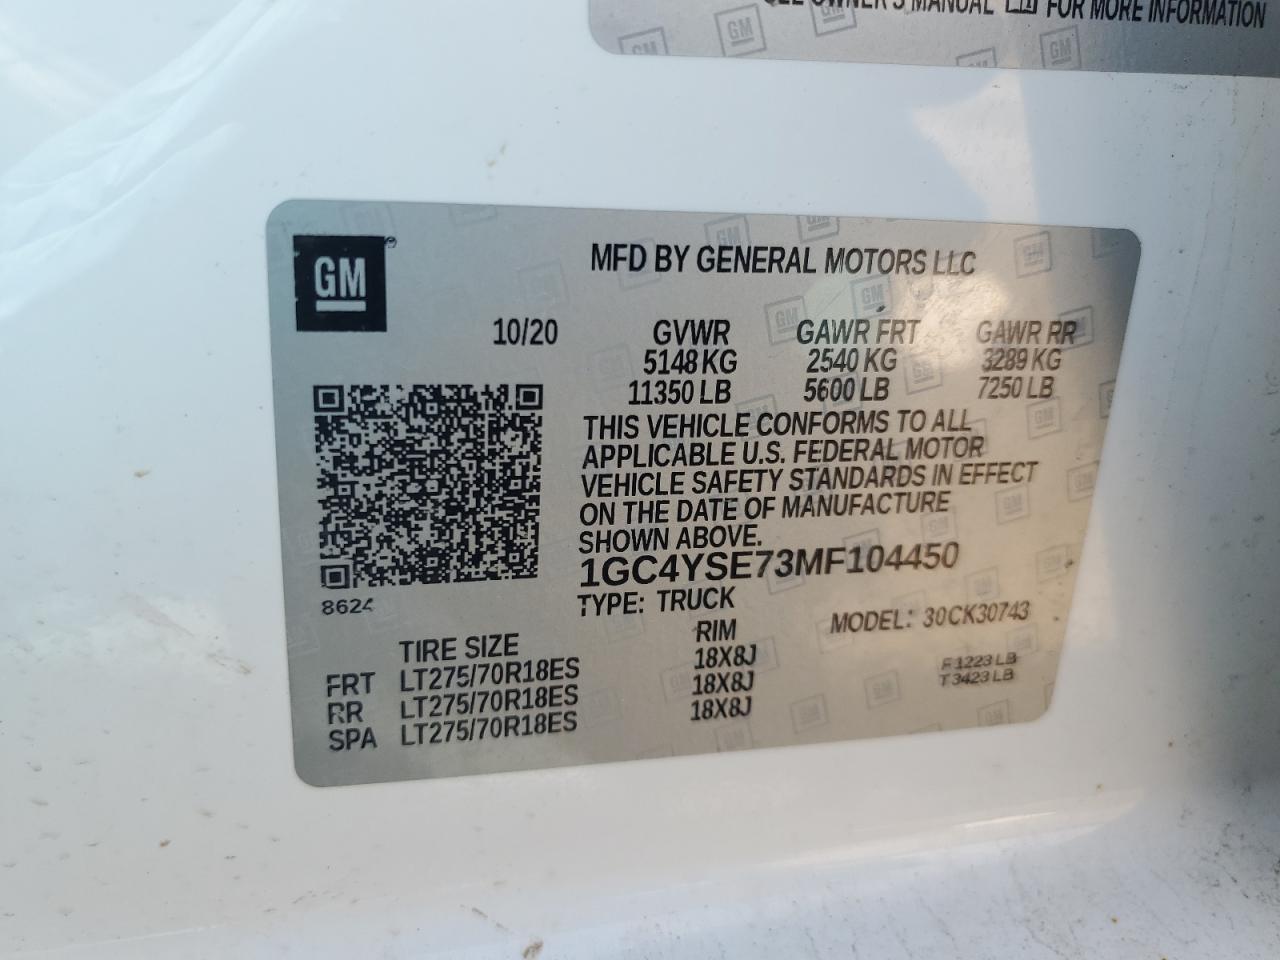 SEE OWNER'S MANUAL FOR MORE INFORMATION
GM
MFD BY GENERAL MOTORS LLC
10/20 GVWR GAWR FRT GAWR RR
5148 KG 2540 KG 3289 KG
11350 LB 5600 LB 7250 LB
THIS VEHICLE CONFORMS TO ALL
APPLICABLE U.S. FEDERAL MOTOR
VEHICLE SAFETY STANDARDS IN EFFECT
ON THE DATE OF MANUFACTURE
SHOWN ABOVE.
1GC4YSE73MF104450
8624
TYPE: TRUCK MODEL: 30CK30743
TIRE SIZE RIM
FRT LT275/70R18ES 18X8J
RR LT275/70R18ES 18X8J
SPA LT275/70R18ES 18X8J
F1223 LB
T3423 LB